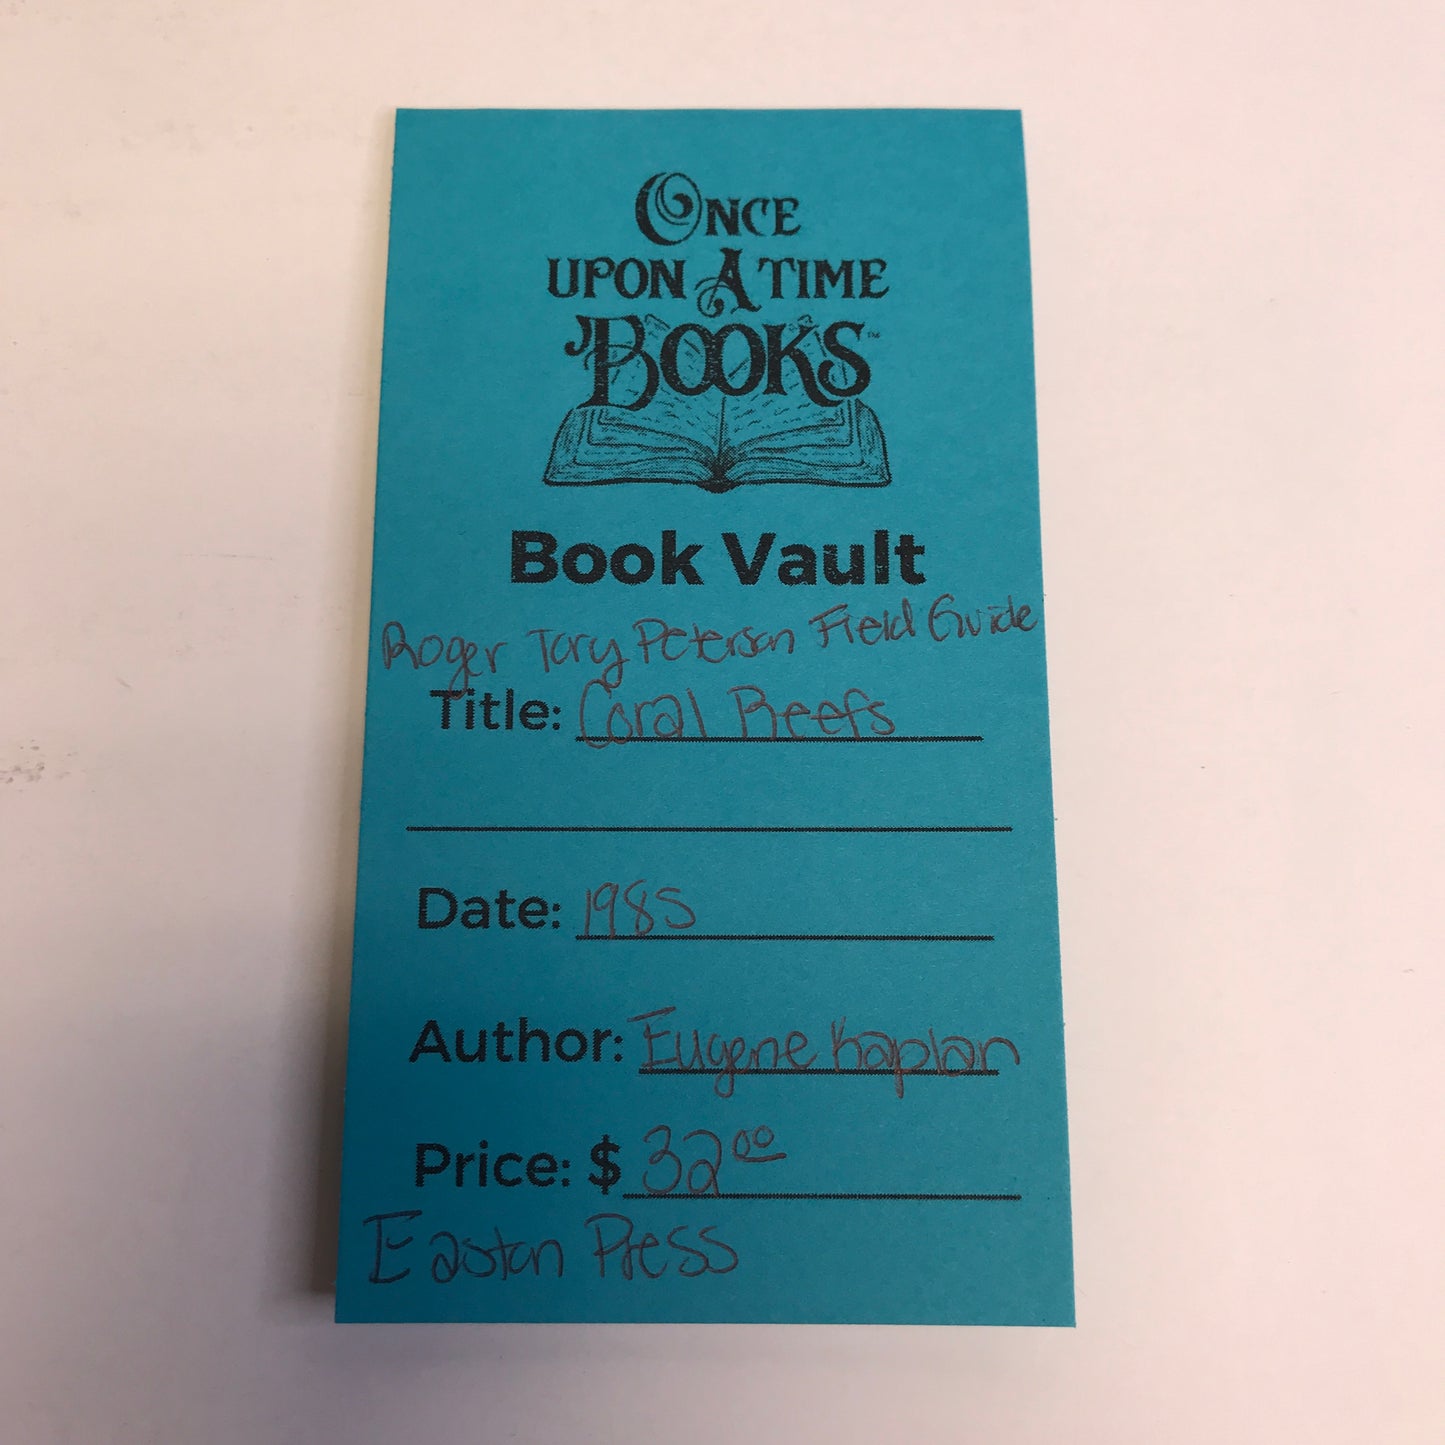 ONCE
UPON A TIME
BOOKS™
Book Vault
Roger Tory Peterson Field Guide
Title: Coral Reefs
Date: 1985
Author: Eugene Kaplan
Price: $ 32.00
Easton Press